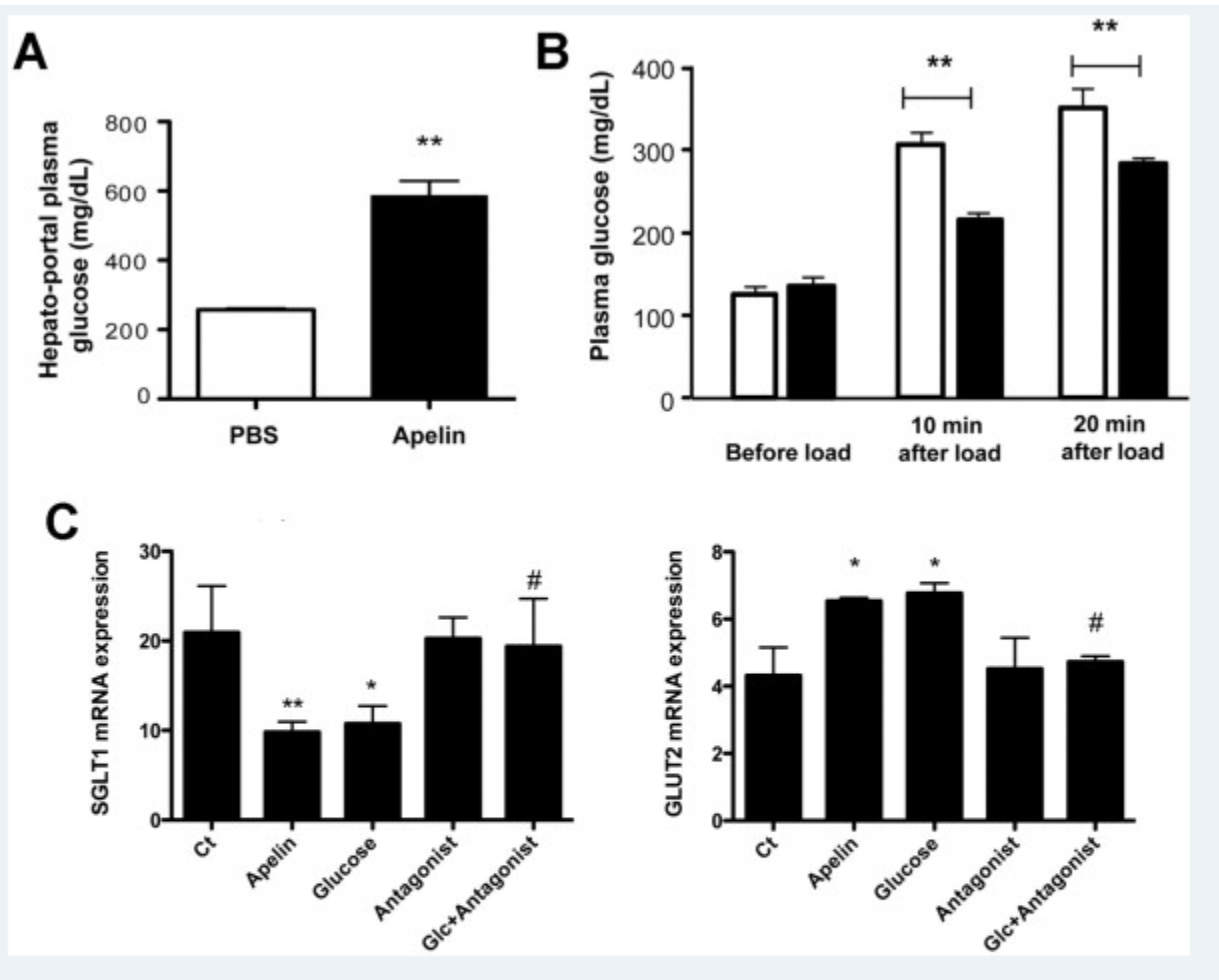 A
Hepato-portal plasma
glucose (mg/dL)
800
600
400
200
0
**
PBS
Apelin
B
Plasma glucose (mg/dL)
400
300
200
100
0
**
**
Before load
10 min
after load
20 min
after load
C
SGLT1 mRNA expression
30
20
10
0
**
*
#
Ct
Apelin
Glucose
Antagonist
Glc+Antagonist
GLUT2 mRNA expression
8
6
4
2
0
*
*
#
Ct
Apelin
Glucose
Antagonist
Glc+Antagonist